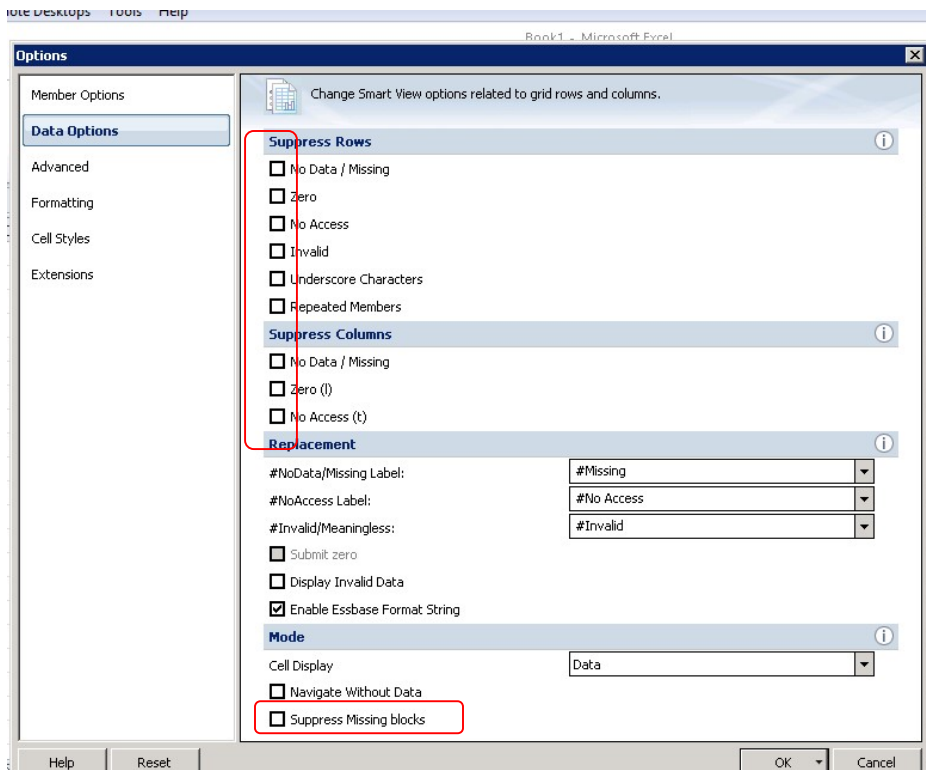 Remote Desktops Tools Help
Book1 - Microsoft Excel
Options
Member Options
Data Options
Advanced
Formatting
Cell Styles
Extensions
Change Smart View options related to grid rows and columns.
Suppress Rows
No Data / Missing
Zero
No Access
Invalid
Underscore Characters
Repeated Members
Suppress Columns
No Data / Missing
Zero (l)
No Access (t)
Replacement
#NoData/Missing Label: #Missing
#NoAccess Label: #No Access
#Invalid/Meaningless: #Invalid
Submit zero
Display Invalid Data
Enable Essbase Format String
Mode
Cell Display Data
Navigate Without Data
Suppress Missing blocks
Help Reset OK Cancel